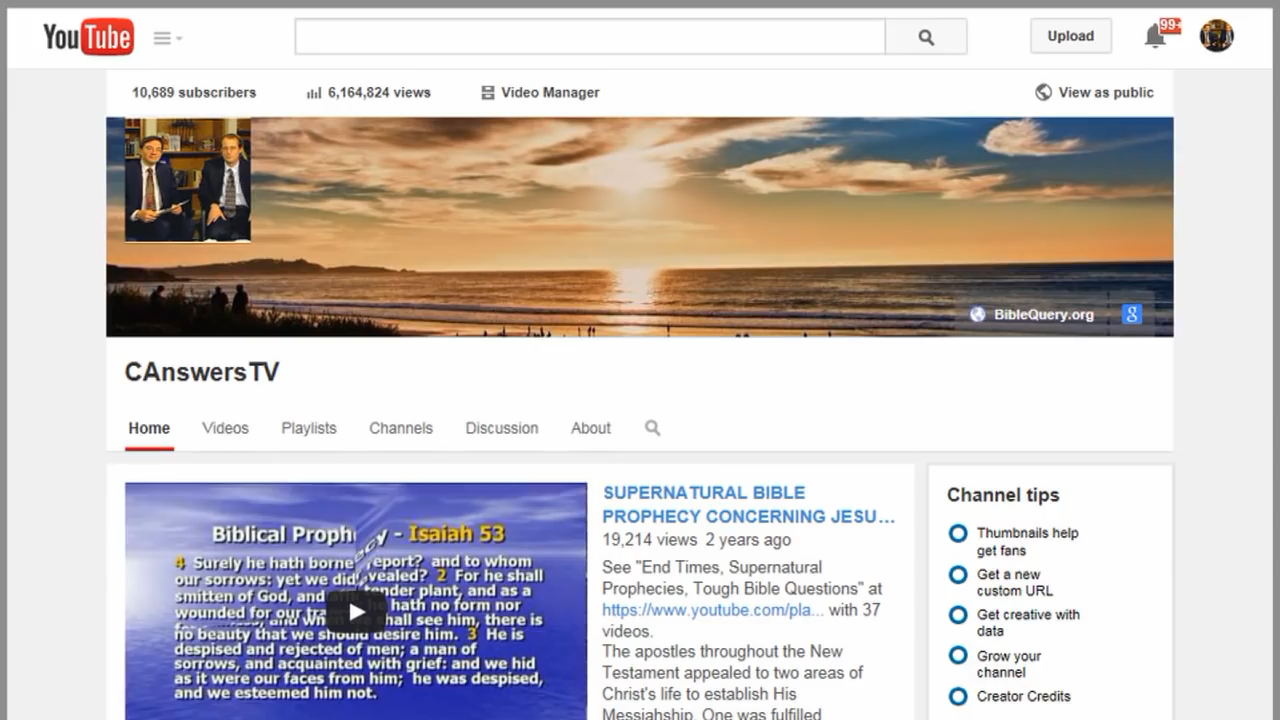 YouTube
Upload
99+
10,689 subscribers
6,164,824 views
Video Manager
View as public
BibleQuery.org
g
CAnswersTV
Home
Videos
Playlists
Channels
Discussion
About
Biblical Proph cy - Isaiah 53
4 Surely he hath borne eport? and to whom
our sorrows: yet we did vealed? 2 For he shall
smitten of God, and tender plant, and as a
wounded for our tra he hath no form nor
and when shall see him, there is
no beauty that we should desire him. 3 He is
despised and rejected of men; a man of
sorrows, and acquainted with grief: and we hid
as it were our faces from him; he was despised,
and we esteemed him not.
SUPERNATURAL BIBLE
PROPHECY CONCERNING JESU...
19,214 views 2 years ago
See "End Times, Supernatural
Prophecies, Tough Bible Questions" at
https://www.youtube.com/pla... with 37
videos.
The apostles throughout the New
Testament appealed to two areas of
Christ's life to establish His
Messiahship. One was fulfilled
Channel tips
Thumbnails help
get fans
Get a new
custom URL
Get creative with
data
Grow your
channel
Creator Credits